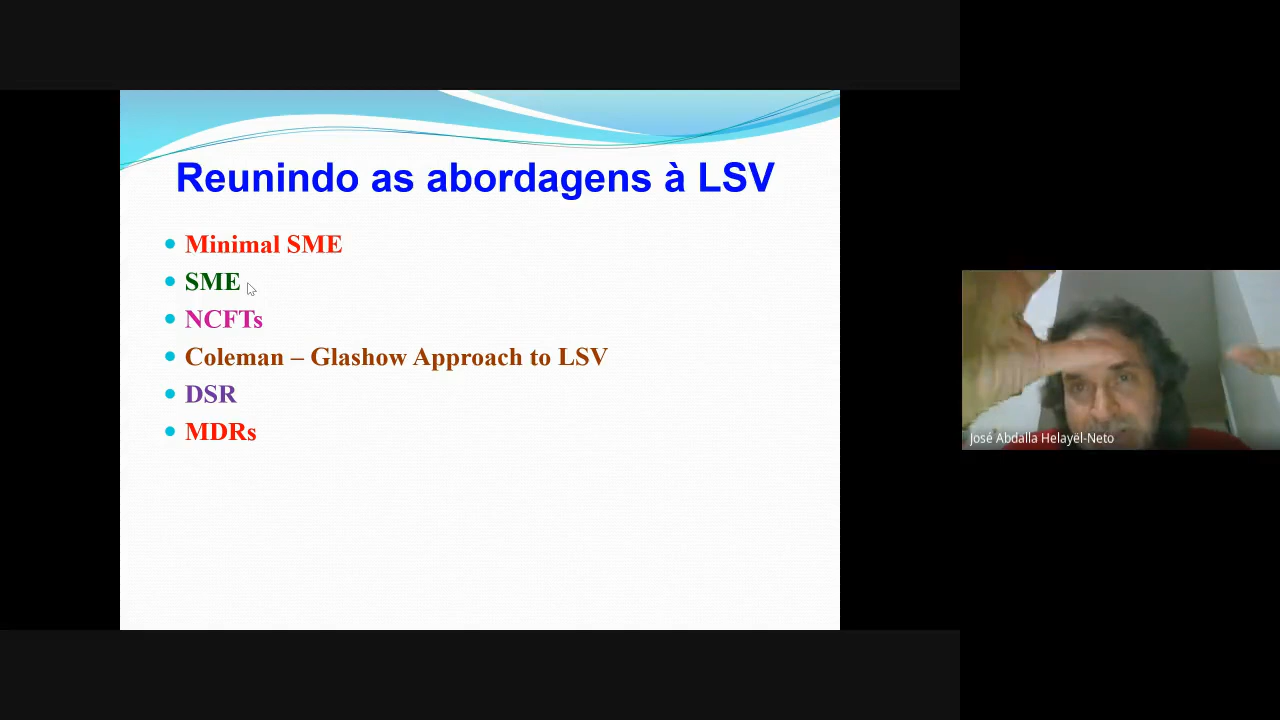 Reunindo as abordagens à LSV
Minimal SME
SME
NCFTs
Coleman – Glashow Approach to LSV
DSR
MDRs
José Abdalla Helayël-Neto